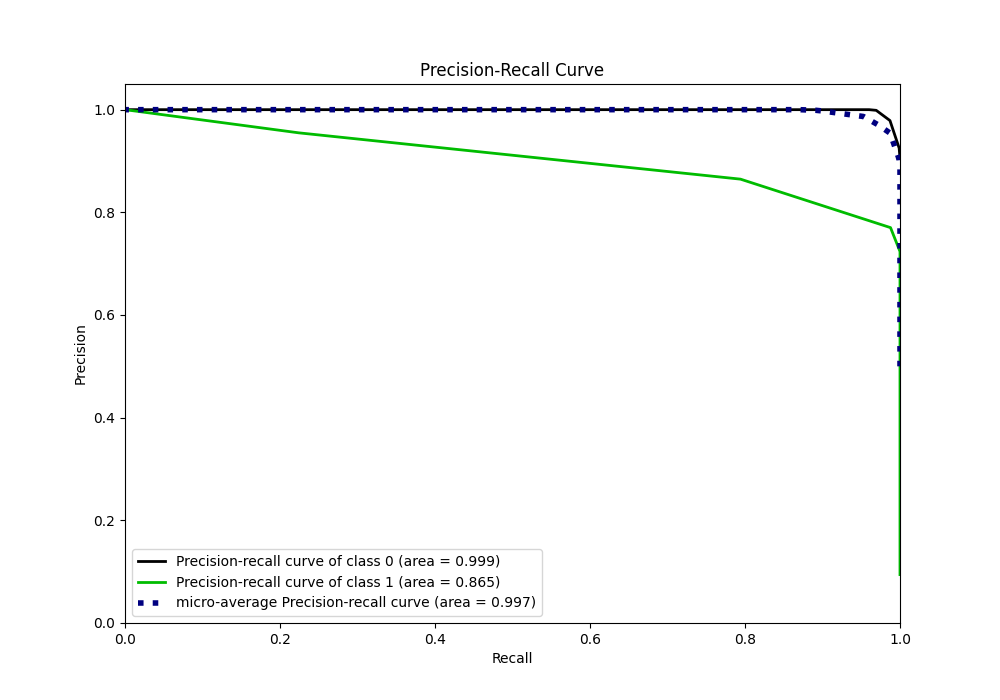 Precision-Recall Curve
1.0
0.8
0.6
0.4
0.2
0.0
Precision
Precision-recall curve of class 0 (area = 0.999)
Precision-recall curve of class 1 (area = 0.865)
micro-average Precision-recall curve (area = 0.997)
0.0 0.2 0.4 0.6 0.8 1.0
Recall